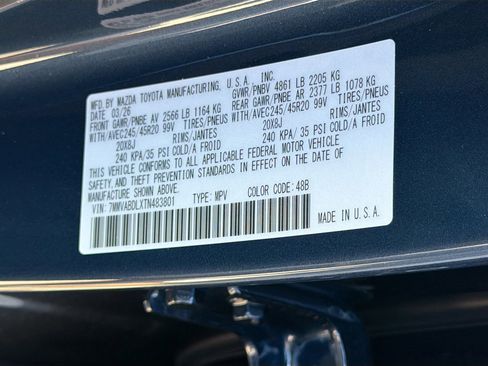 MFD. BY MAZDA TOYOTA MANUFACTURING, U.S.A. INC.
03/26 GVWR/PNBV 4861 LB 2205 KG
FRONT GAWR/PNBE AV 2566 LB 1164 KG REAR GAWR/PNBE AR 2377 LB 1078 KG
WITH/AVEC245/45R20 99V TIRES/PNEUS WITH/AVEC245/45R20 99V TIRES/PNEUS
20X8J RIMS/JANTES 20X8J RIMS/JANTES
240 KPA/ 35 PSI COLD/A FROID 240 KPA/ 35 PSI COLD/A FROID
THIS VEHICLE CONFORMS TO ALL APPLICABLE FEDERAL MOTOR VEHICLE
SAFETY, AND THEFT PREVENTION STANDARDS IN EFFECT ON THE DATE OF
MANUFACTURE SHOWN ABOVE.
VIN: 7MMVABDLXTN483801 TYPE: MPV COLOR CODE: 48B
MADE IN U.S.A.